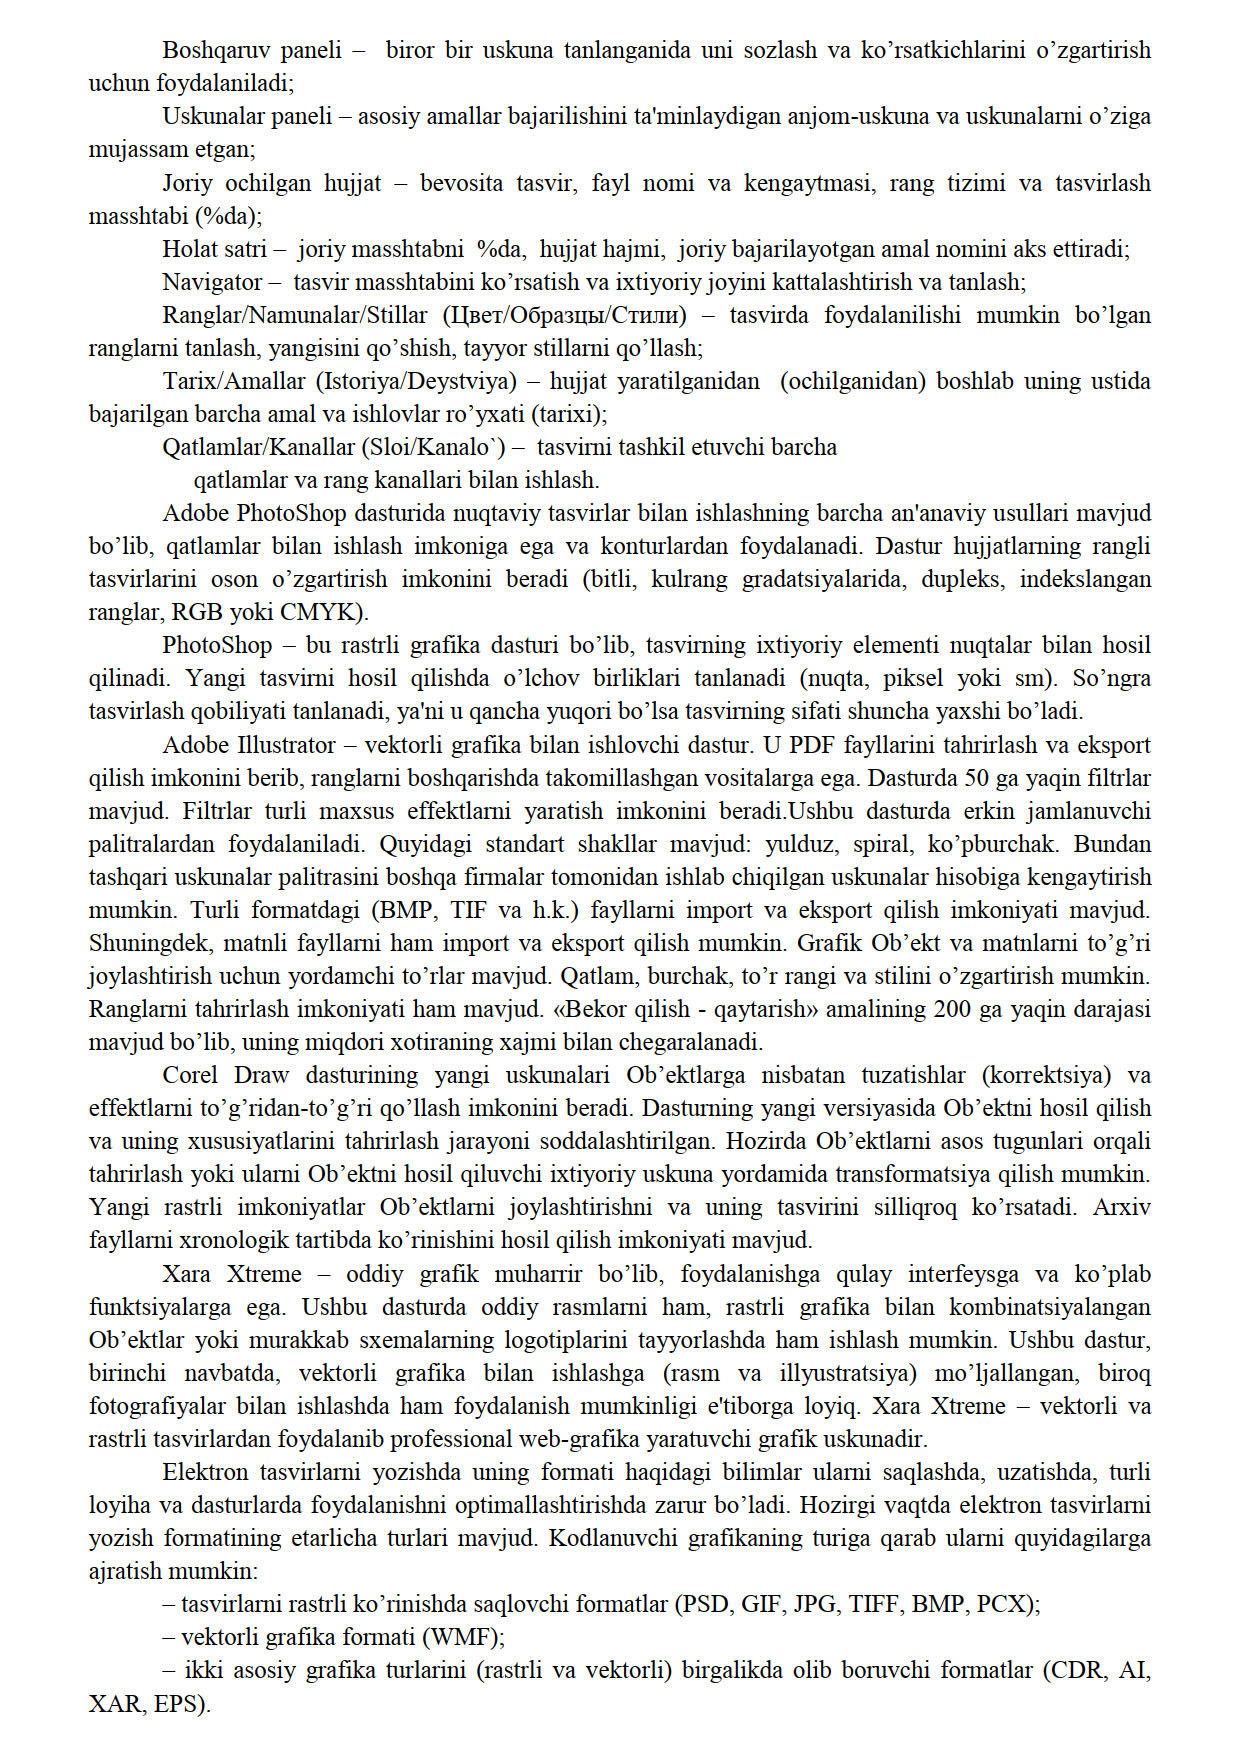 Boshqaruv paneli –  biror bir uskuna tanlanganida uni sozlash va ko’rsatkichlarini o’zgartirish
uchun foydalaniladi;
Uskunalar paneli – asosiy amallar bajarilishini ta'minlaydigan anjom-uskuna va uskunalarni o’ziga
mujassam etgan;
Joriy ochilgan hujjat – bevosita tasvir, fayl nomi va kengaytmasi, rang tizimi va tasvirlash
masshtabi (%da);
Holat satri –  joriy masshtabni  %da,  hujjat hajmi,  joriy bajarilayotgan amal nomini aks ettiradi;
Navigator –  tasvir masshtabini ko’rsatish va ixtiyoriy joyini kattalashtirish va tanlash;
Ranglar/Namunalar/Stillar (Цвет/Образцы/Стили) – tasvirda foydalanilishi mumkin bo’lgan
ranglarni tanlash, yangisini qo’shish, tayyor stillarni qo’llash;
Tarix/Amallar (Istoriya/Deystviya) – hujjat yaratilganidan  (ochilganidan) boshlab uning ustida
bajarilgan barcha amal va ishlovlar ro’yxati (tarixi);
Qatlamlar/Kanallar (Sloi/Kanalo`) –  tasvirni tashkil etuvchi barcha
qatlamlar va rang kanallari bilan ishlash.
Adobe PhotoShop dasturida nuqtaviy tasvirlar bilan ishlashning barcha an'anaviy usullari mavjud
bo’lib, qatlamlar bilan ishlash imkoniga ega va konturlardan foydalanadi. Dastur hujjatlarning rangli
tasvirlarini oson o’zgartirish imkonini beradi (bitli, kulrang gradatsiyalarida, dupleks, indekslangan
ranglar, RGB yoki CMYK).
PhotoShop – bu rastrli grafika dasturi bo’lib, tasvirning ixtiyoriy elementi nuqtalar bilan hosil
qilinadi. Yangi tasvirni hosil qilishda o’lchov birliklari tanlanadi (nuqta, piksel yoki sm). So’ngra
tasvirlash qobiliyati tanlanadi, ya'ni u qancha yuqori bo’lsa tasvirning sifati shuncha yaxshi bo’ladi.
Adobe Illustrator – vektorli grafika bilan ishlovchi dastur. U PDF fayllarini tahrirlash va eksport
qilish imkonini berib, ranglarni boshqarishda takomillashgan vositalarga ega. Dasturda 50 ga yaqin filtrlar
mavjud. Filtrlar turli maxsus effektlarni yaratish imkonini beradi.Ushbu dasturda erkin jamlanuvchi
palitralardan foydalaniladi. Quyidagi standart shakllar mavjud: yulduz, spiral, ko’pburchak. Bundan
tashqari uskunalar palitrasini boshqa firmalar tomonidan ishlab chiqilgan uskunalar hisobiga kengaytirish
mumkin. Turli formatdagi (BMP, TIF va h.k.) fayllarni import va eksport qilish imkoniyati mavjud.
Shuningdek, matnli fayllarni ham import va eksport qilish mumkin. Grafik Ob’ekt va matnlarni to’g’ri
joylashtirish uchun yordamchi to’rlar mavjud. Qatlam, burchak, to’r rangi va stilini o’zgartirish mumkin.
Ranglarni tahrirlash imkoniyati ham mavjud. «Bekor qilish - qaytarish» amalining 200 ga yaqin darajasi
mavjud bo’lib, uning miqdori xotiraning xajmi bilan chegaralanadi.
Corel Draw dasturining yangi uskunalari Ob’ektlarga nisbatan tuzatishlar (korrektsiya) va
effektlarni to’g’ridan-to’g’ri qo’llash imkonini beradi. Dasturning yangi versiyasida Ob’ektni hosil qilish
va uning xususiyatlarini tahrirlash jarayoni soddalashtirilgan. Hozirda Ob’ektlarni asos tugunlari orqali
tahrirlash yoki ularni Ob’ektni hosil qiluvchi ixtiyoriy uskuna yordamida transformatsiya qilish mumkin.
Yangi rastrli imkoniyatlar Ob’ektlarni joylashtirishni va uning tasvirini silliqroq ko’rsatadi. Arxiv
fayllarni xronologik tartibda ko’rinishini hosil qilish imkoniyati mavjud.
Xara Xtreme – oddiy grafik muharrir bo’lib, foydalanishga qulay interfeysga va ko’plab
funktsiyalarga ega. Ushbu dasturda oddiy rasmlarni ham, rastrli grafika bilan kombinatsiyalangan
Ob’ektlar yoki murakkab sxemalarning logotiplarini tayyorlashda ham ishlash mumkin. Ushbu dastur,
birinchi navbatda, vektorli grafika bilan ishlashga (rasm va illyustratsiya) mo’ljallangan, biroq
fotografiyalar bilan ishlashda ham foydalanish mumkinligi e'tiborga loyiq. Xara Xtreme – vektorli va
rastrli tasvirlardan foydalanib professional web-grafika yaratuvchi grafik uskunadir.
Elektron tasvirlarni yozishda uning formati haqidagi bilimlar ularni saqlashda, uzatishda, turli
loyiha va dasturlarda foydalanishni optimallashtirishda zarur bo’ladi. Hozirgi vaqtda elektron tasvirlarni
yozish formatining etarlicha turlari mavjud. Kodlanuvchi grafikaning turiga qarab ularni quyidagilarga
ajratish mumkin:
– tasvirlarni rastrli ko’rinishda saqlovchi formatlar (PSD, GIF, JPG, TIFF, BMP, PCX);
– vektorli grafika formati (WMF);
– ikki asosiy grafika turlarini (rastrli va vektorli) birgalikda olib boruvchi formatlar (CDR, AI,
XAR, EPS).